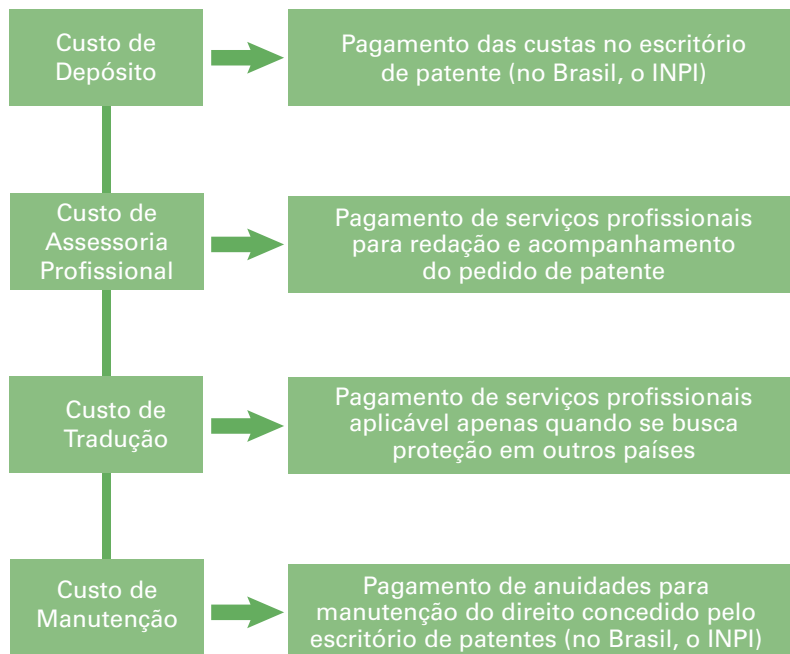 Custo de
Depósito
Pagamento das custas no escritório
de patente (no Brasil, o INPI)
Custo de
Assessoria
Profissional
Pagamento de serviços profissionais
para redação e acompanhamento
do pedido de patente
Custo de
Tradução
Pagamento de serviços profissionais
aplicável apenas quando se busca
proteção em outros países
Custo de
Manutenção
Pagamento de anuidades para
manutenção do direito concedido pelo
escritório de patentes (no Brasil, o INPI)